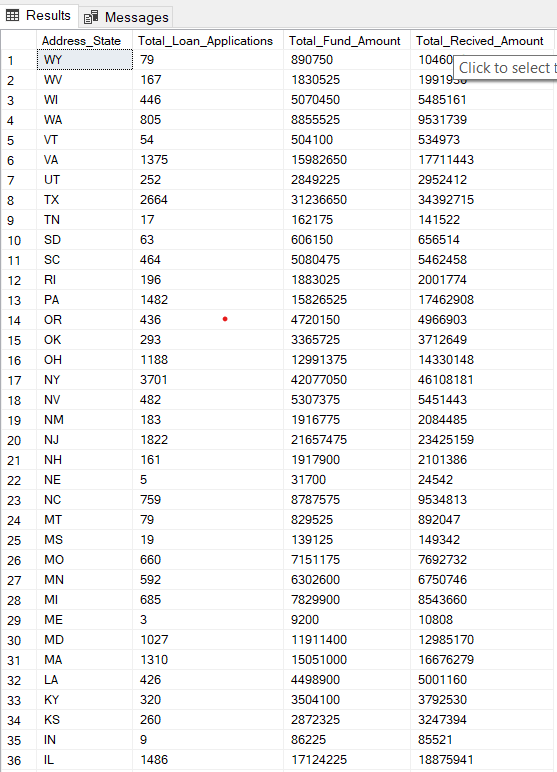 Results Messages
Address_State Total_Loan_Applications Total_Fund_Amount Total_Recived_Amount
1 WY 79 890750 10460
Click to select t
2 WV 167 1830525
3 WI 446 5070450 5485161
4 WA 805 8855525 9531739
5 VT 54 504100 534973
6 VA 1375 15982650 17711443
7 UT 252 2849225 2952412
8 TX 2664 31236650 34392715
9 TN 17 162175 141522
10 SD 63 606150 656514
11 SC 464 5080475 5462458
12 RI 196 1883025 2001774
13 PA 1482 15826525 17462908
14 OR 436 4720150 4966903
15 OK 293 3365725 3712649
16 OH 1188 12991375 14330148
17 NY 3701 42077050 46108181
18 NV 482 5307375 5451443
19 NM 183 1916775 2084485
20 NJ 1822 21657475 23425159
21 NH 161 1917900 2101386
22 NE 5 31700 24542
23 NC 759 8787575 9534813
24 MT 79 829525 892047
25 MS 19 139125 149342
26 MO 660 7151175 7692732
27 MN 592 6302600 6750746
28 MI 685 7829900 8543660
29 ME 3 9200 10808
30 MD 1027 11911400 12985170
31 MA 1310 15051000 16676279
32 LA 426 4498900 5001160
33 KY 320 3504100 3792530
34 KS 260 2872325 3247394
35 IN 9 86225 85521
36 IL 1486 17124225 18875941